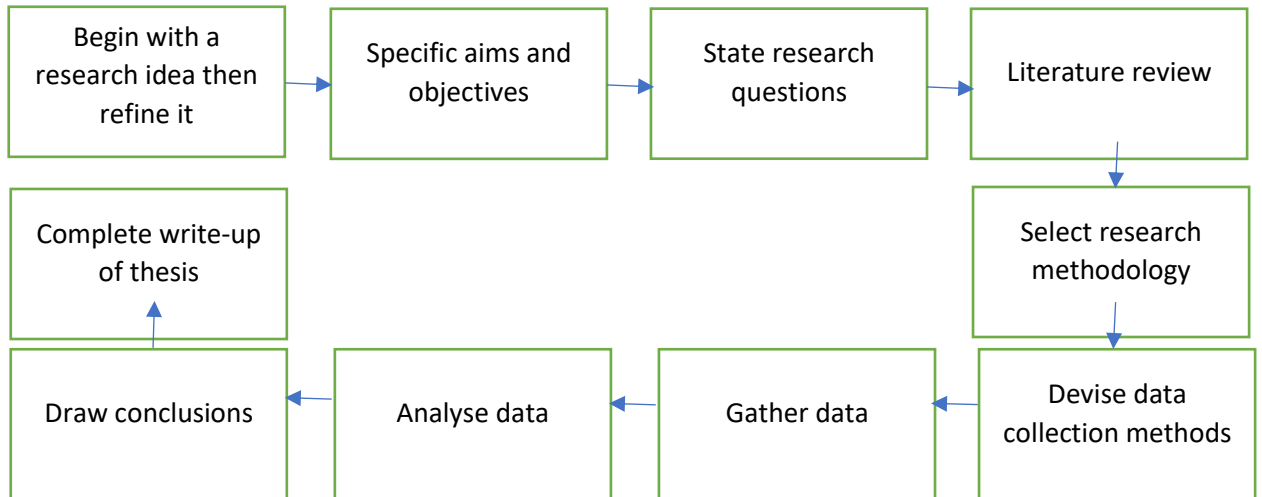 Begin with a
research idea then
refine it
Specific aims and
objectives
State research
questions
Literature review
Select research
methodology
Devise data
collection methods
Gather data
Analyse data
Draw conclusions
Complete write-up
of thesis